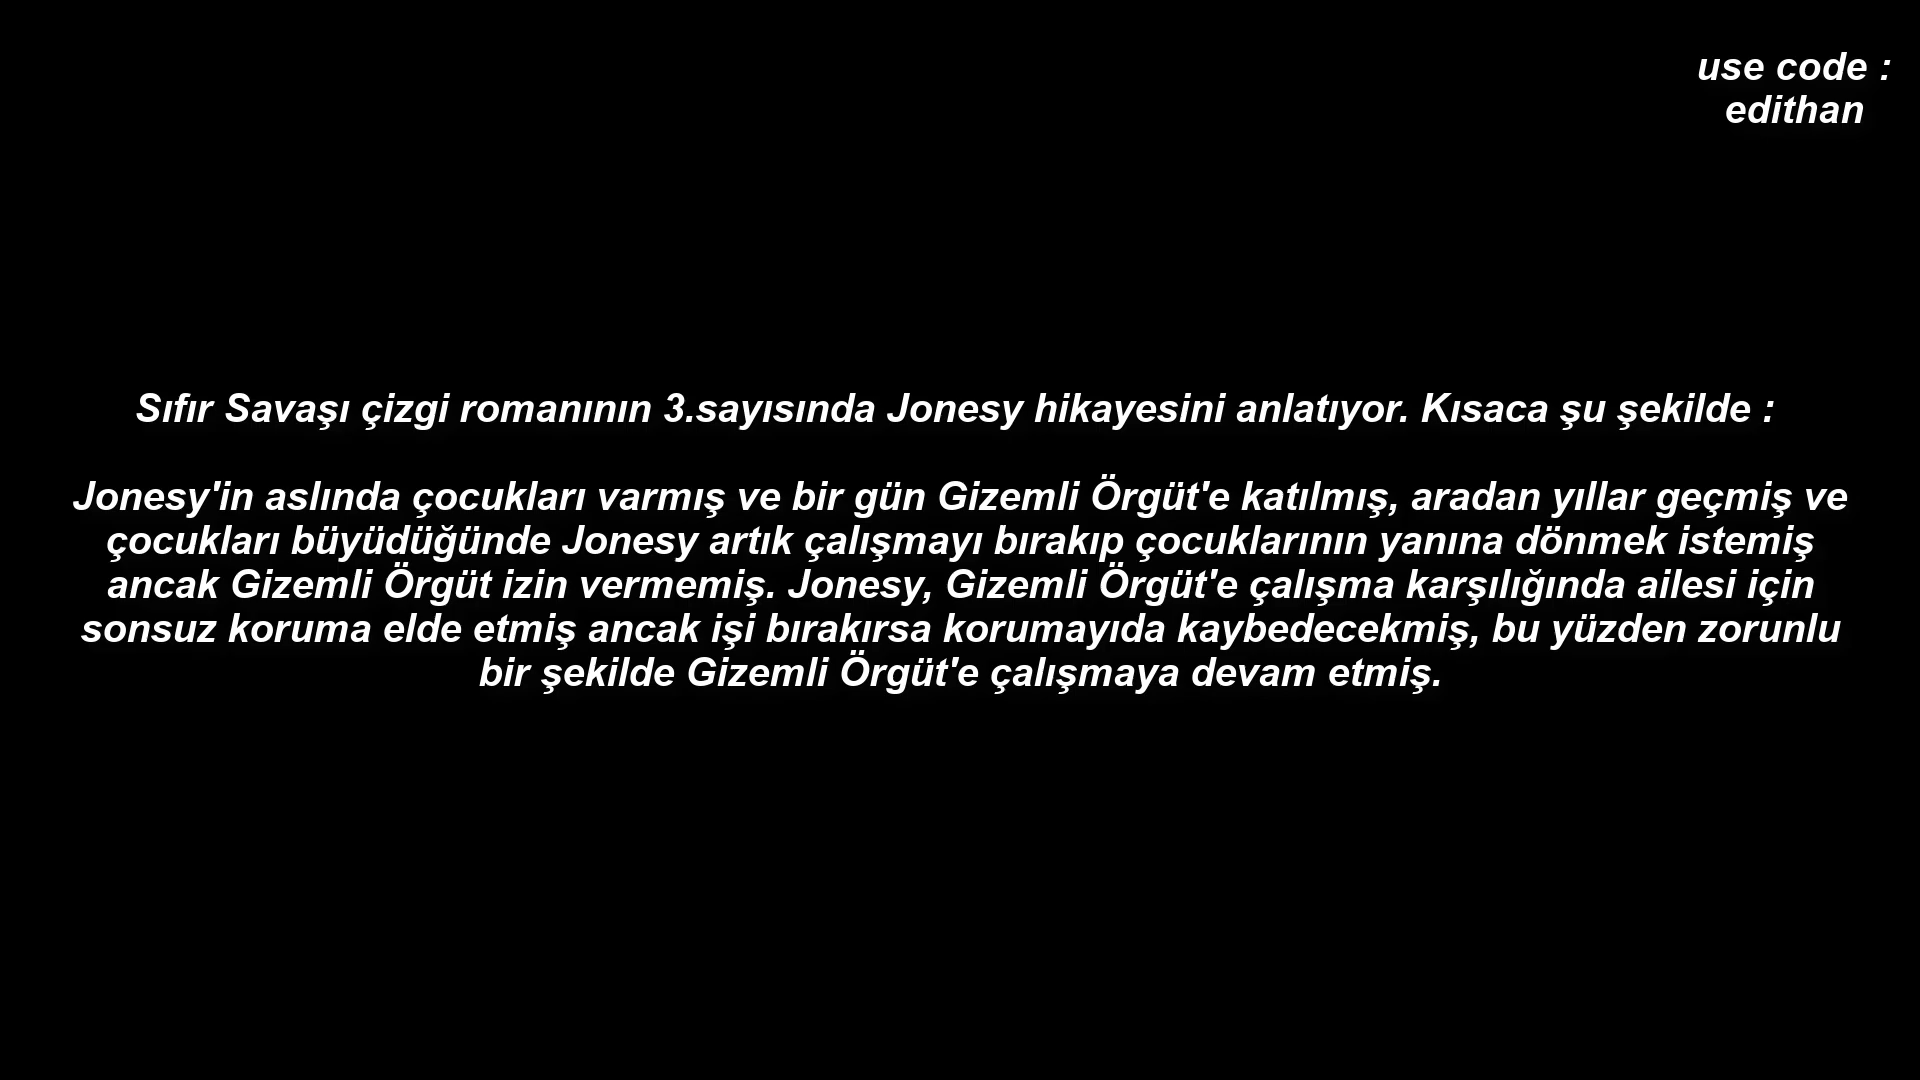 use code :
edithan
Sıfır Savaşı çizgi romanının 3.sayısında Jonesy hikayesini anlatıyor. Kısaca şu şekilde :
Jonesy'in aslında çocukları varmış ve bir gün Gizemli Örgüt'e katılmış, aradan yıllar geçmiş ve
çocukları büyüdüğünde Jonesy artık çalışmayı bırakıp çocuklarının yanına dönmek istemiş
ancak Gizemli Örgüt izin vermemiş. Jonesy, Gizemli Örgüt'e çalışma karşılığında ailesi için
sonsuz koruma elde etmiş ancak işi bırakırsa korumayıda kaybedecekmiş, bu yüzden zorunlu
bir şekilde Gizemli Örgüt'e çalışmaya devam etmiş.